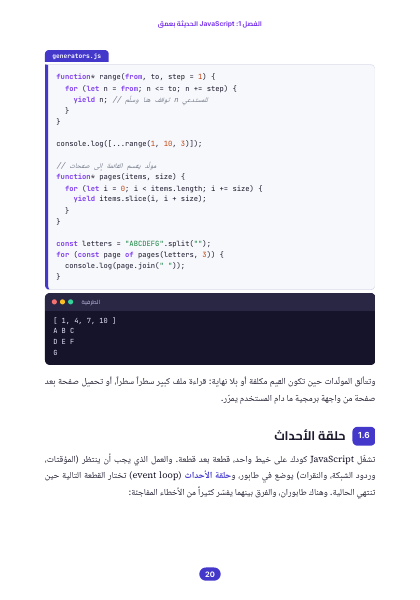 الفصل 1: JavaScript الحديثة بعمق
generators.js
function* range(from, to, step = 1) {
for (let n = from; n <= to; n += step) {
yield n; // توقف هنا وسلّم n للمستدعي
}
}
console.log([...range(1, 10, 3)]);
// مولّد يقسم القائمة إلى صفحات
function* pages(items, size) {
for (let i = 0; i < items.length; i += size) {
yield items.slice(i, i + size);
}
}
const letters = "ABCDEFG".split("");
for (const page of pages(letters, 3)) {
console.log(page.join(" "));
}
الطرفية
[ 1, 4, 7, 10 ]
A B C
D E F
G
وتتألق المولّدات حين تكون القيم مكلفة أو بلا نهاية: قراءة ملف كبير سطراً سطراً، أو تحميل صفحة بعد
صفحة من واجهة برمجية ما دام المستخدم يمرّر.
1.6 حلقة الأحداث
تشغّل JavaScript كودك على خيط واحد، قطعة بعد قطعة. والعمل الذي يجب أن ينتظر (المؤقتات،
وردود الشبكة، والنقرات) يوضع في طابور، وحلقة الأحداث (event loop) تختار القطعة التالية حين
تنتهي الحالية. وهناك طابوران، والفرق بينهما يفسّر كثيراً من الأخطاء المفاجئة:
20